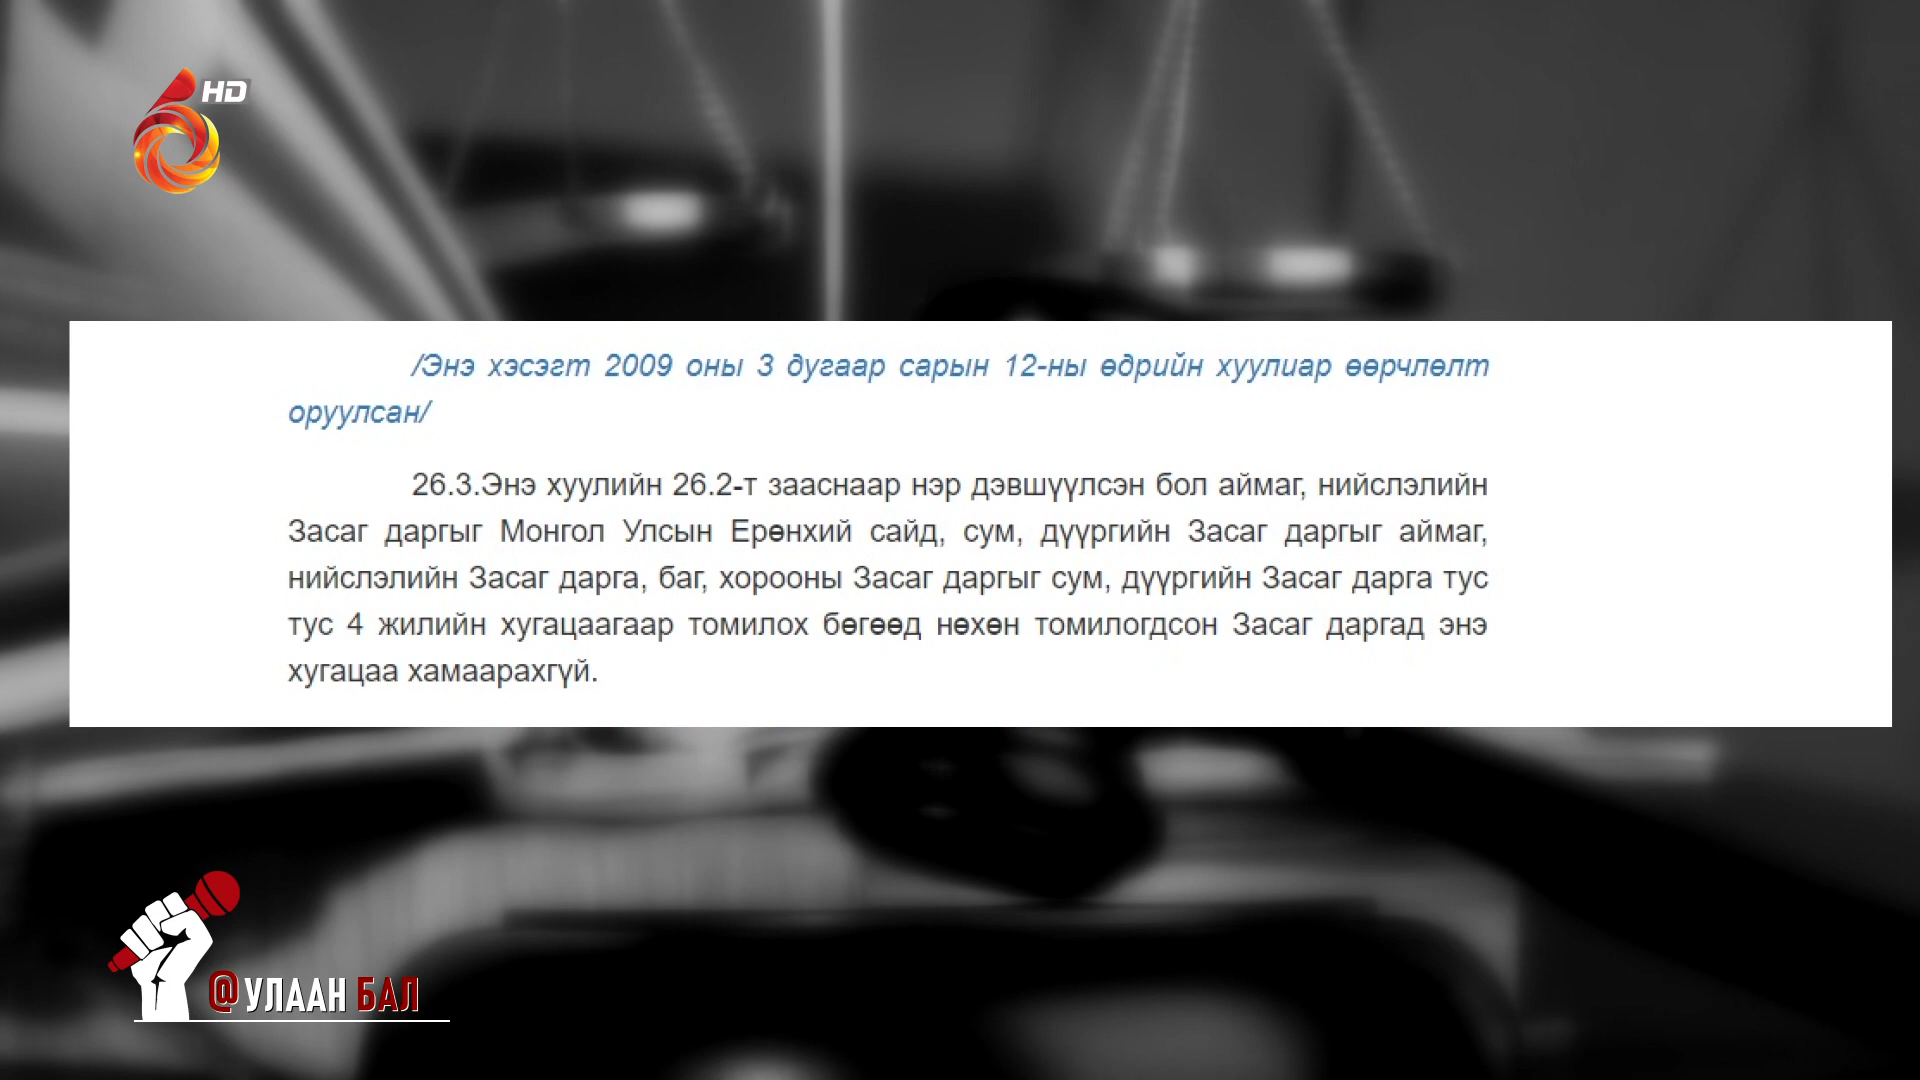 HD
/Энэ хэсэгт 2009 оны 3 дугаар сарын 12-ны өдрийн хуулиар өөрчлөлт
оруулсан/
26.3.Энэ хуулийн 26.2-т зааснаар нэр дэвшүүлсэн бол аймаг, нийслэлийн
Засаг даргыг Монгол Улсын Ерөнхий сайд, сум, дүүргийн Засаг даргыг аймаг,
нийслэлийн Засаг дарга, баг, хорооны Засаг даргыг сум, дүүргийн Засаг дарга тус
тус 4 жилийн хугацаагаар томилох бөгөөд нөхөн томилогдсон Засаг даргад энэ
хугацаа хамаарахгүй.
@УЛААН БАЛ